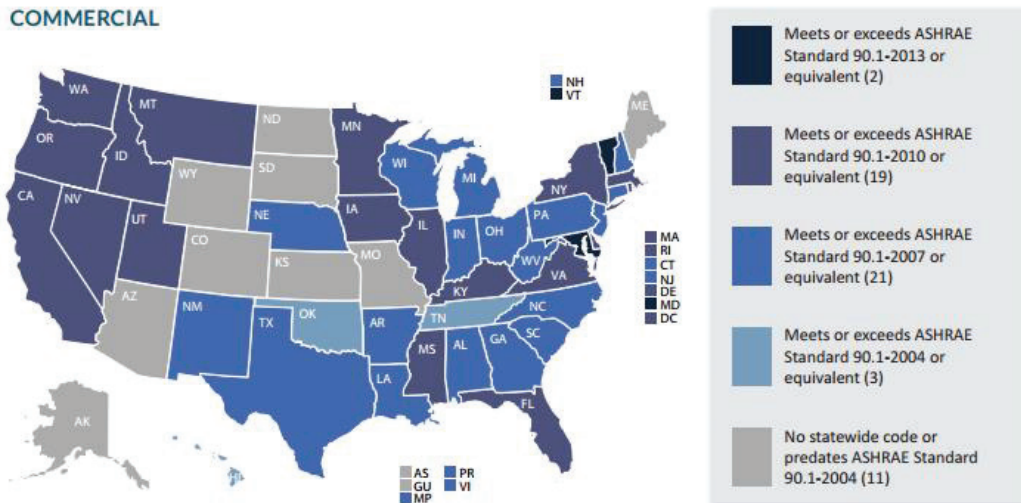 COMMERCIAL
WA
MT
ND
MN
OR
ID
SD
WI
MI
NY
ME
NH
VT
WY
CA
NV
UT
NE
IA
IL
IN
OH
PA
CO
KS
MO
KY
WV
VA
AZ
NM
OK
TX
AR
TN
NC
SC
MS
AL
GA
LA
FL
AK
HI
MA
RI
CT
NJ
DE
MD
DC
AS
GU
MP
PR
VI
Meets or exceeds ASHRAE
Standard 90.1-2013 or
equivalent (2)
Meets or exceeds ASHRAE
Standard 90.1-2010 or
equivalent (19)
Meets or exceeds ASHRAE
Standard 90.1-2007 or
equivalent (21)
Meets or exceeds ASHRAE
Standard 90.1-2004 or
equivalent (3)
No statewide code or
predates ASHRAE Standard
90.1-2004 (11)